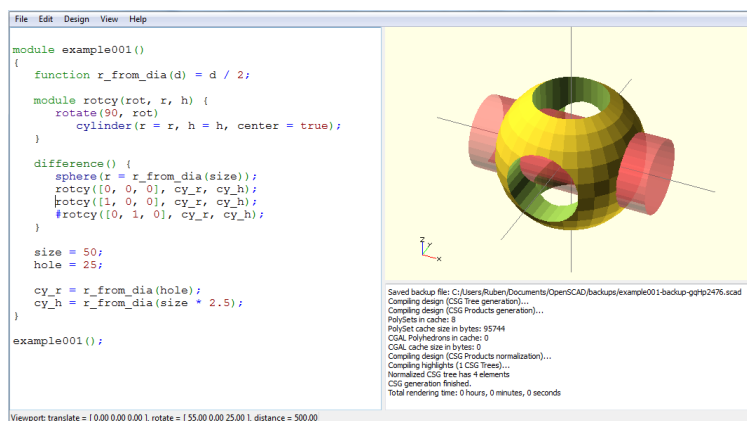 File Edit Design View Help
module example001()
{
function r_from_dia(d) = d / 2;
module rotcy(rot, r, h) {
rotate(90, rot)
cylinder(r = r, h = h, center = true);
}
difference() {
sphere(r = r_from_dia(size));
rotcy([0, 0, 0], cy_r, cy_h);
rotcy([1, 0, 0], cy_r, cy_h);
#rotcy([0, 1, 0], cy_r, cy_h);
}
size = 50;
hole = 25;
cy_r = r_from_dia(hole);
cy_h = r_from_dia(size * 2.5);
}
example001();
z
y
x
Saved backup file: C:/Users/Ruben/Documents/OpenSCAD/backups/example001-backup-gqHp2476.scad
Compiling design (CSG Tree generation)...
Compiling design (CSG Products generation)...
PolySets in cache: 8
PolySet cache size in bytes: 95744
CGAL Polyhedrons in cache: 0
CGAL cache size in bytes: 0
Compiling design (CSG Products normalization)...
Compiling highlights (1 CSG Trees)...
Normalized CSG tree has 4 elements
CSG generation finished.
Total rendering time: 0 hours, 0 minutes, 0 seconds
Viewport: translate = [ 0.00 0.00 0.00 ], rotate = [ 55.00 0.00 25.00 ], distance = 500.00